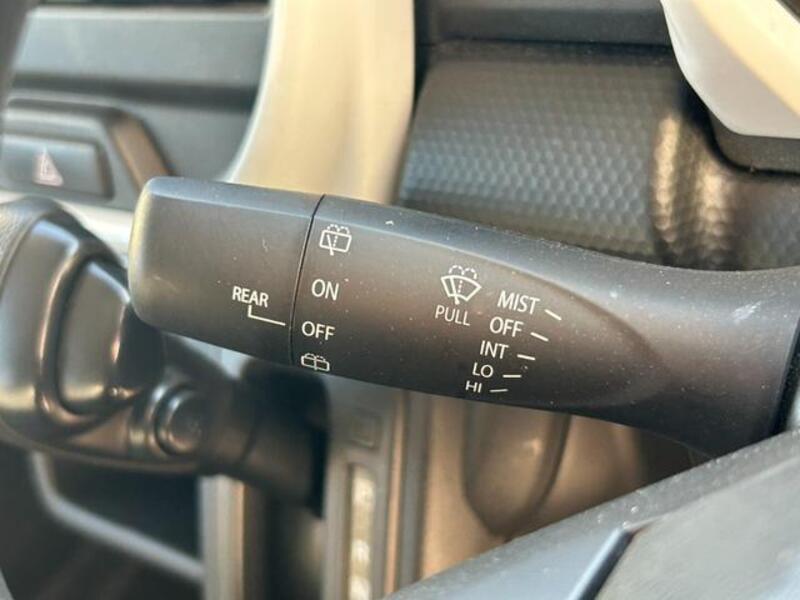 REAR
ON
OFF
PULL
MIST
OFF
INT
LO
HI